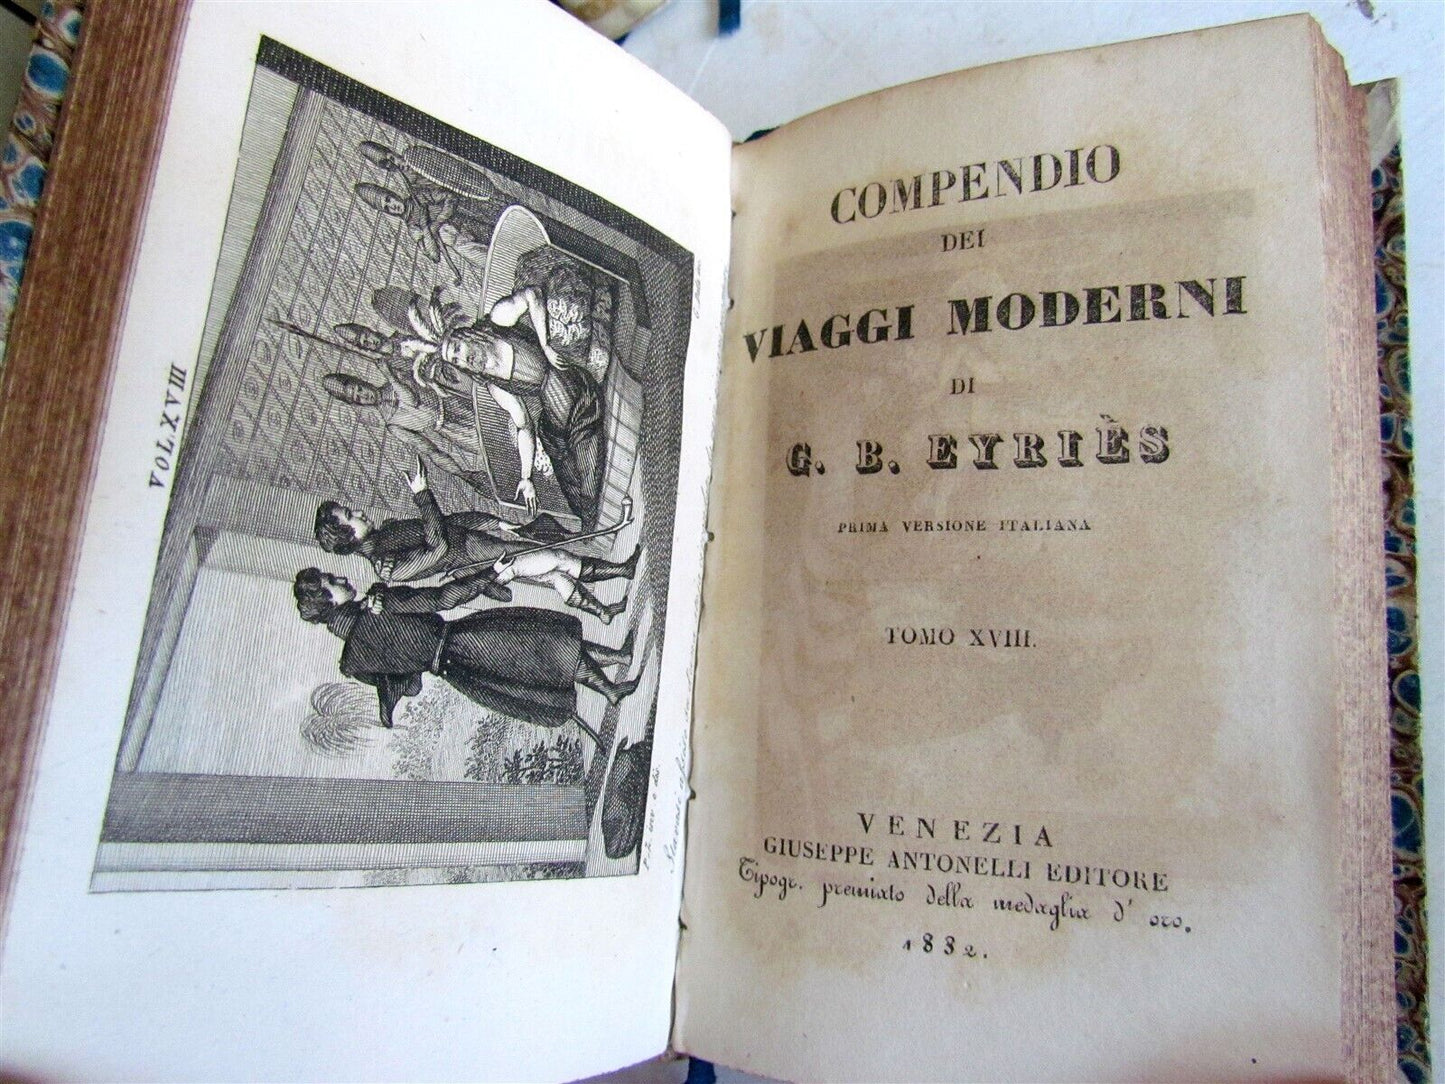 VOL XVIII
COMPENDIO
DEI
VIAGGI MODERNI
DI
G. B. EYRIÈS
PRIMA VERSIONE ITALIANA
TOMO XVIII.
VENEZIA
GIUSEPPE ANTONELLI EDITORE
Tipogr. premiato della medaglia d' oro.
1832.